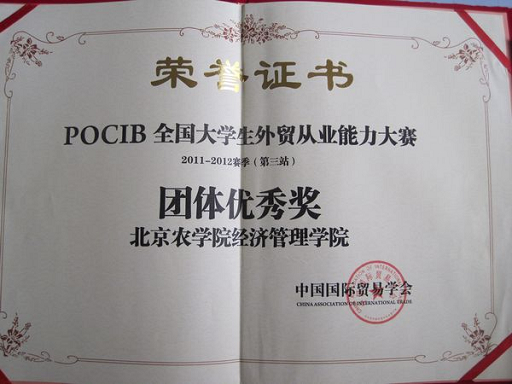 荣誉证书
POCIB 全国大学生外贸从业能力大赛
2011-2012赛季（第三站）
团体优秀奖
北京农学院经济管理学院
中国国际贸易学会
CHINA ASSOCIATION OF INTERNATIONAL TRADE